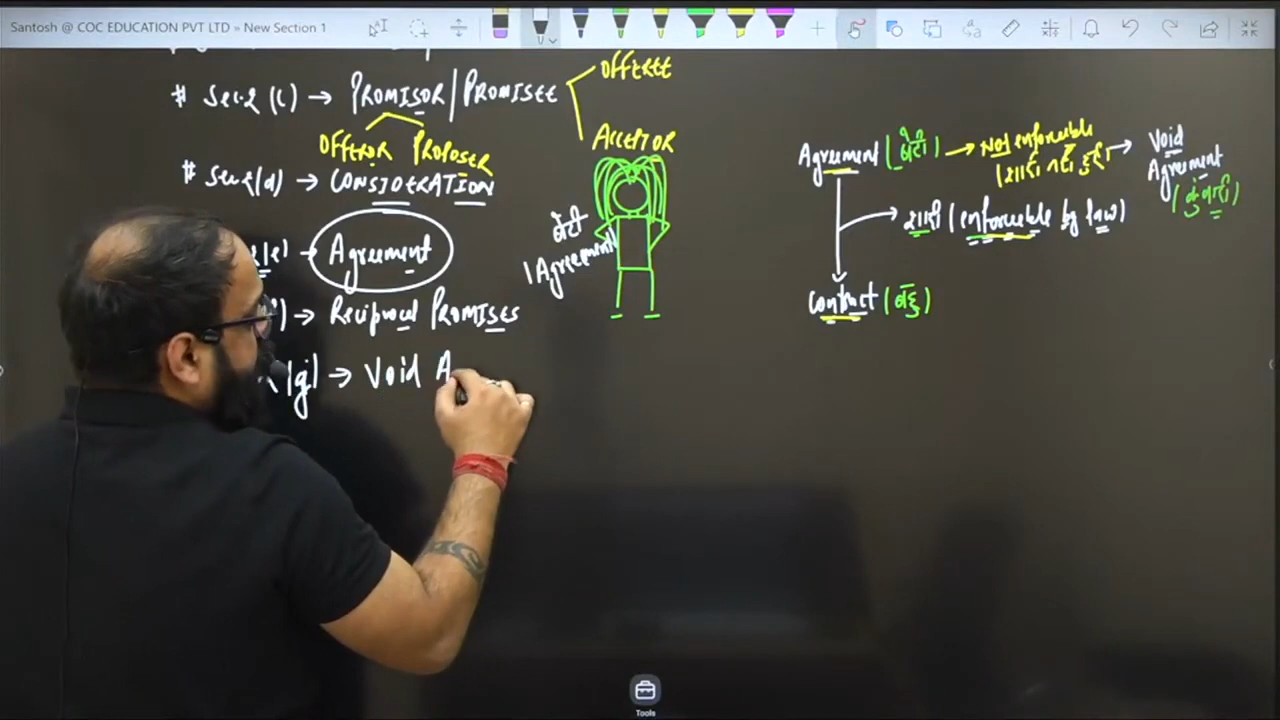 Santosh @ COC EDUCATION PVT LTD » New Section 1
# Sec 2 (c) → PROMISOR / PROMISEE
OFFEREE
ACCEPTOR
OFFEROR PROPOSER
# Sec 2 (d) → CONSIDERATION
(e) → Agreement
बेटी
Agreement
) → Reciprocal PROMISES
(g) → Void A
Agreement (बेटी) → Not enforceable → Void
(शादी नहीं हुई) Agreement
(कुंवारी)
शादी (enforceable by law)
Contract (बहू)
Tools